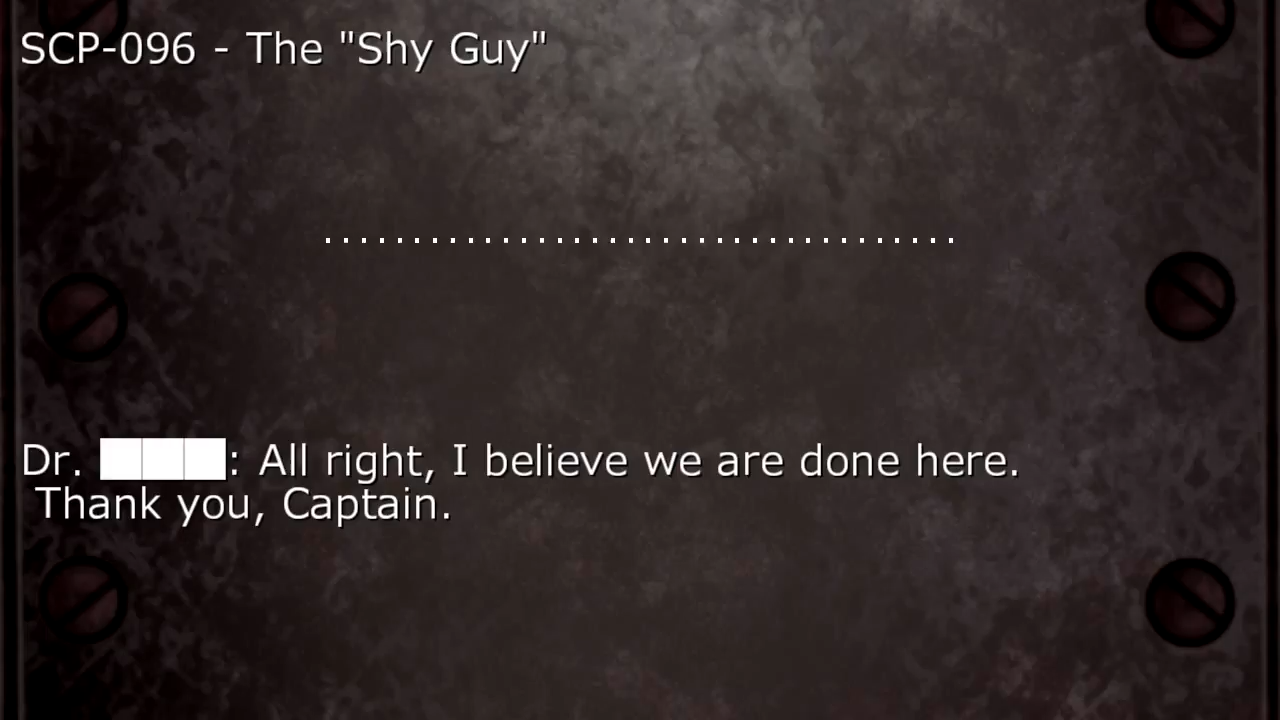 SCP-096 - The "Shy Guy"
....................................
Dr. ███: All right, I believe we are done here.
Thank you, Captain.